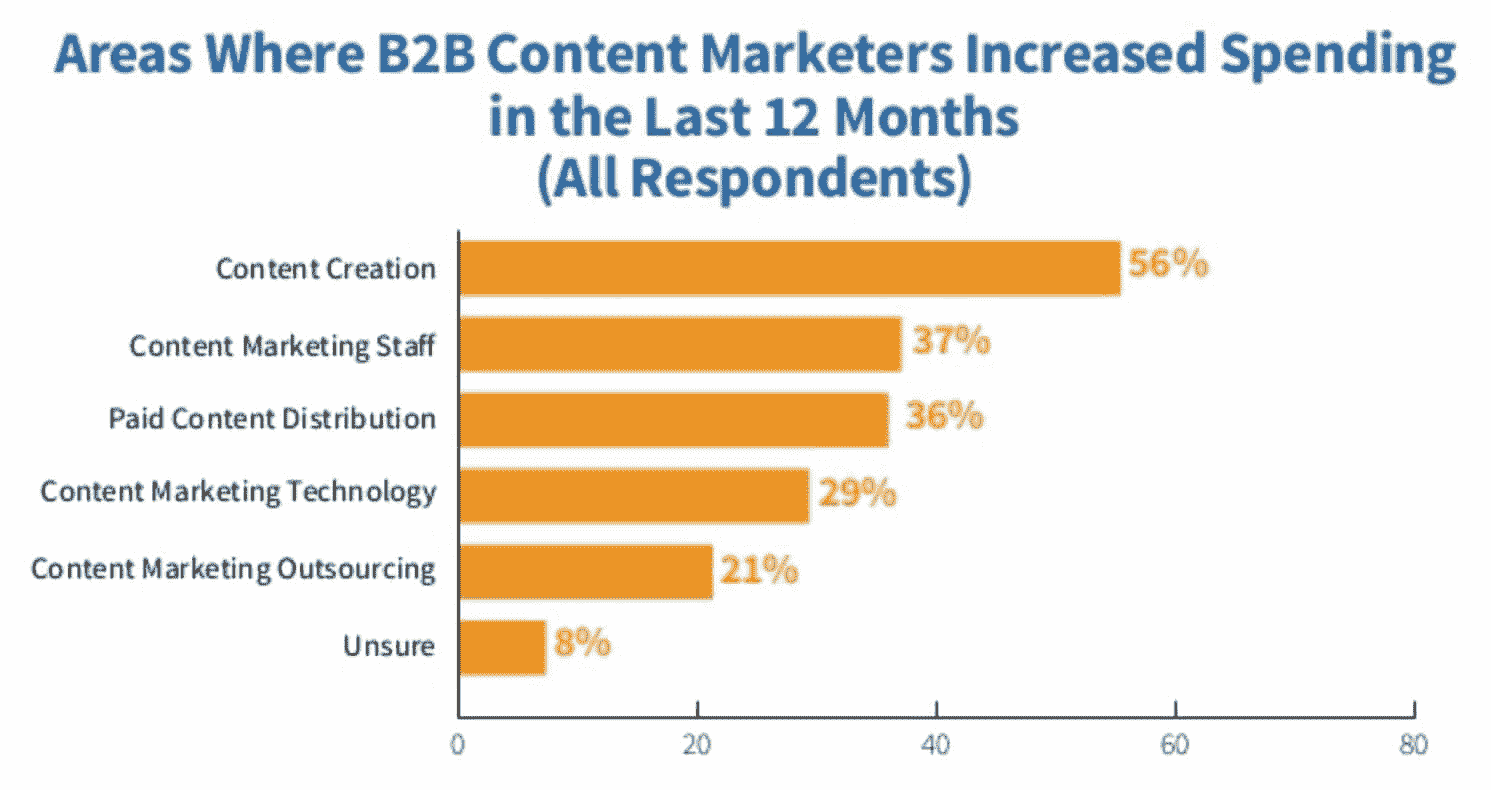 Areas Where B2B Content Marketers Increased Spending
in the Last 12 Months
(All Respondents)
Content Creation 56%
Content Marketing Staff 37%
Paid Content Distribution 36%
Content Marketing Technology 29%
Content Marketing Outsourcing 21%
Unsure 8%
0 20 40 60 80